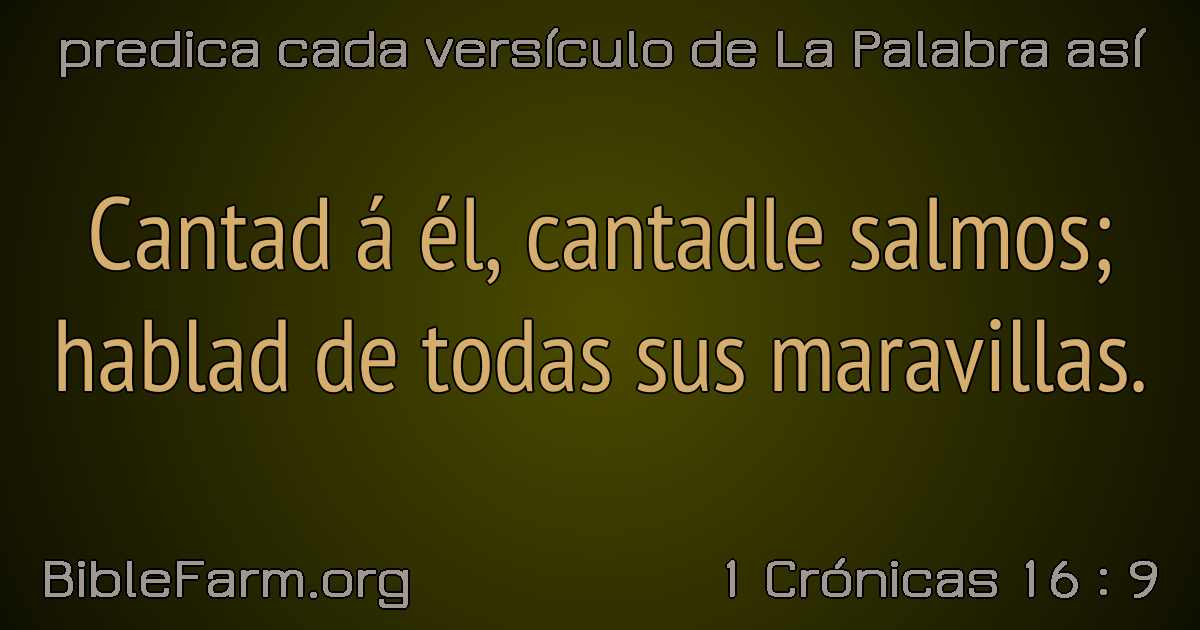 predica cada versículo de La Palabra así
Cantad á él, cantadle salmos;
hablad de todas sus maravillas.
BibleFarm.org
1 Crónicas 16 : 9